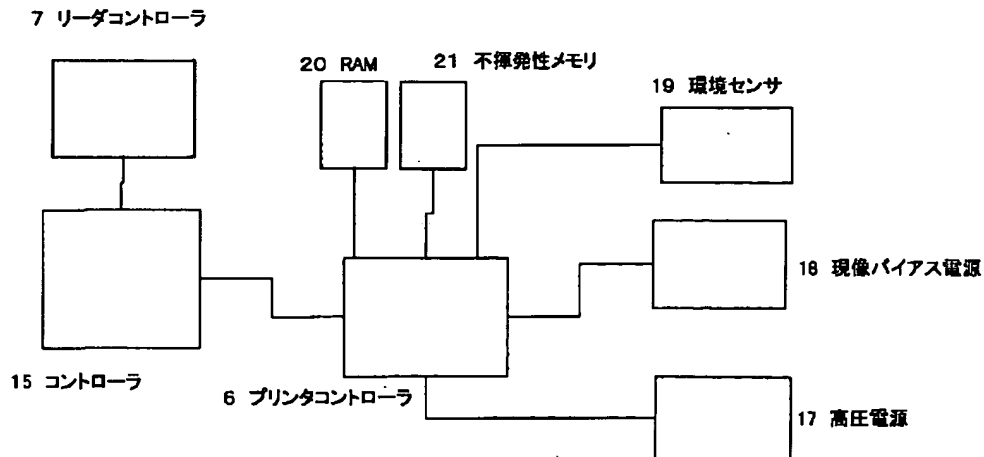 7 リーダコントローラ
20 RAM
21 不揮発性メモリ
19 環境センサ
18 現像バイアス電源
15 コントローラ
6 プリンタコントローラ
17 高圧電源